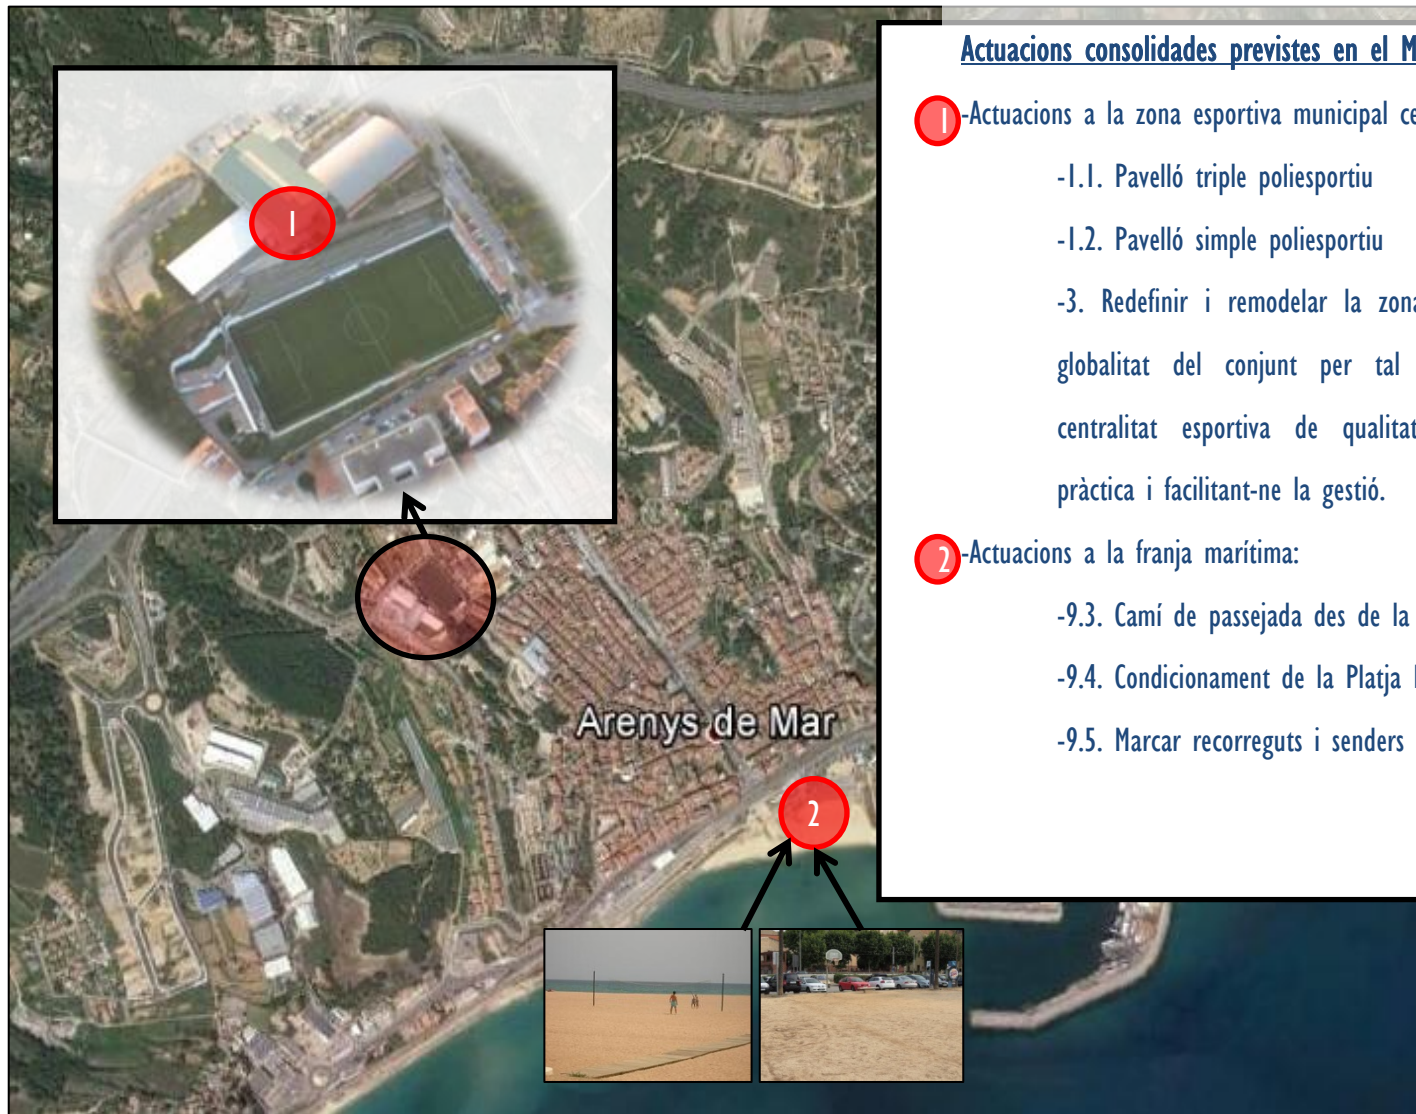 Actuacions consolidades previstes en el
1 -Actuacions a la zona esportiva municipal
-1.1. Pavelló triple poliesportiu
-1.2. Pavelló simple poliesportiu
-3. Redefinir i remodelar la
globalitat del conjunt per tal
centralitat esportiva de qualitat
pràctica i facilitant-ne la gestió.
2 -Actuacions a la franja marítima:
-9.3. Camí de passejada des de la
-9.4. Condicionament de la Platja
-9.5. Marcar recorreguts i senders
1
Arenys de Mar
2